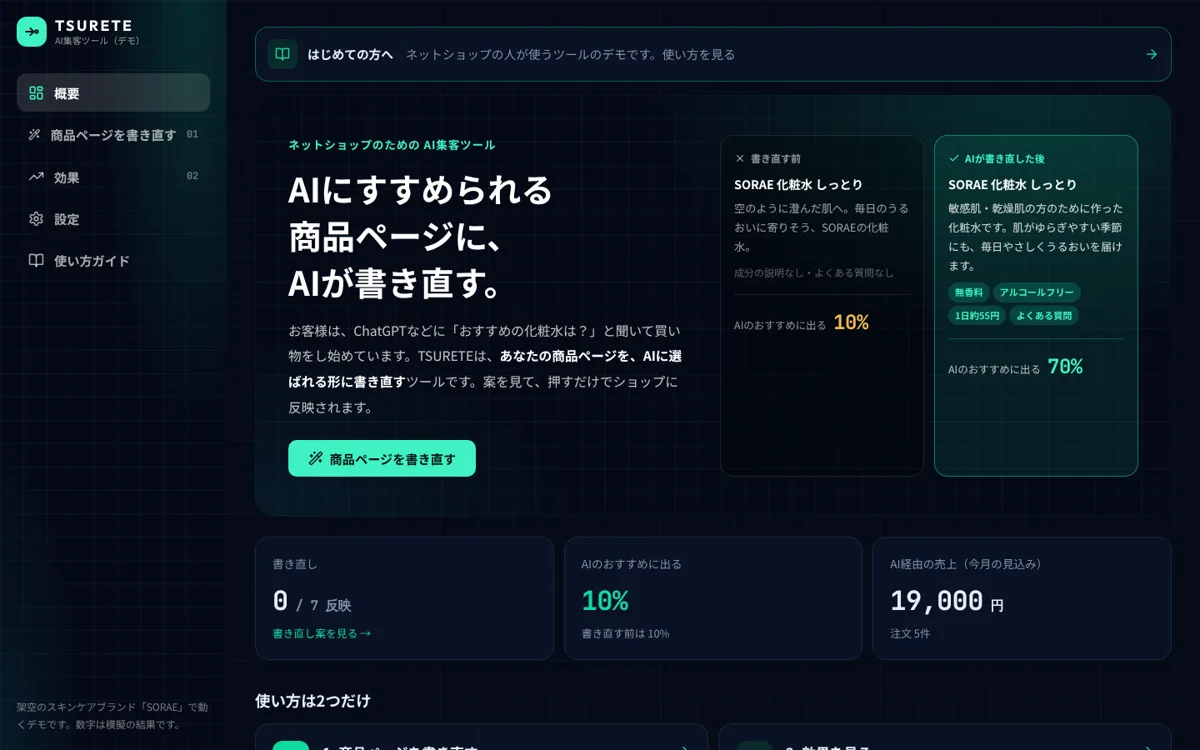 TSURETE
AI集客ツール（デモ）
概要
商品ページを書き直す 01
効果 02
設定
使い方ガイド
架空のスキンケアブランド「SORAE」で動
くデモです。数字は模擬の結果です。
はじめての方へ ネットショップの人が使うツールのデモです。使い方を見る
ネットショップのための AI集客ツール
AIにすすめられる
商品ページに、
AIが書き直す。
お客様は、ChatGPTなどに「おすすめの化粧水は？」と聞いて買い
物をし始めています。TSURETEは、あなたの商品ページを、AIに選
ばれる形に書き直すツールです。案を見て、押すだけでショップに
反映されます。
商品ページを書き直す
書き直す前
SORAE 化粧水 しっとり
空のように澄んだ肌へ。毎日のうる
おいに寄りそう、SORAEの化粧
水。
成分の説明なし・よくある質問なし
AIのおすすめに出る 10%
AIが書き直した後
SORAE 化粧水 しっとり
敏感肌・乾燥肌の方のために作った
化粧水です。肌がゆらぎやすい季節
にも、毎日やさしくうるおいを届け
ます。
無香料 アルコールフリー
1日約55円 よくある質問
AIのおすすめに出る 70%
書き直し
0 / 7 反映
書き直し案を見る →
AIのおすすめに出る
10%
書き直す前は 10%
AI経由の売上（今月の見込み）
19,000 円
注文 5件
使い方は2つだけ
1. 商品ページを書き直す
2. 効果を見る